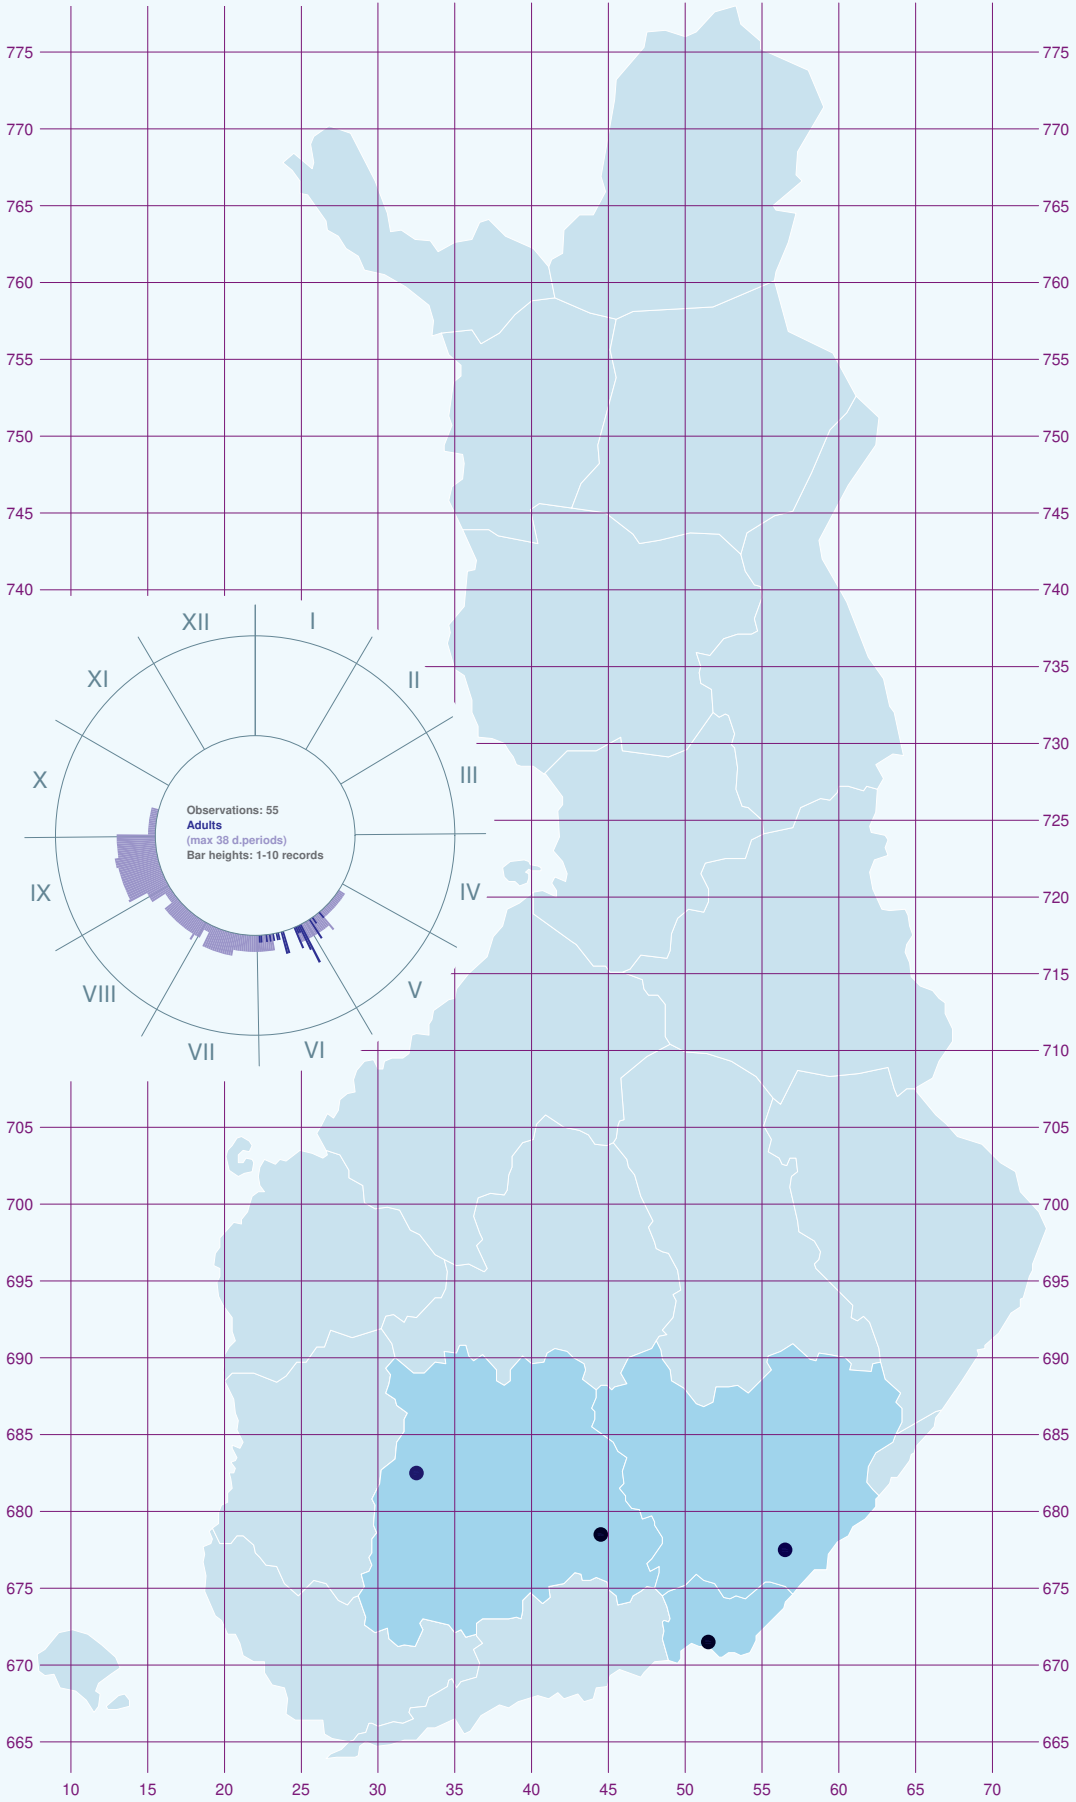 775 775
770 770
765 765
760 760
755 755
750 750
745 745
740 740
XII I
XI II
735
730
X III
Observations: 55
Adults
(max 38 d.periods)
Bar heights: 1-10 records
725
IX IV
720
VIII V
715
VII VI
710
705 705
700 700
695 695
690 690
685 685
680 680
675 675
670 670
665 665
10 15 20 25 30 35 40 45 50 55 60 65 70